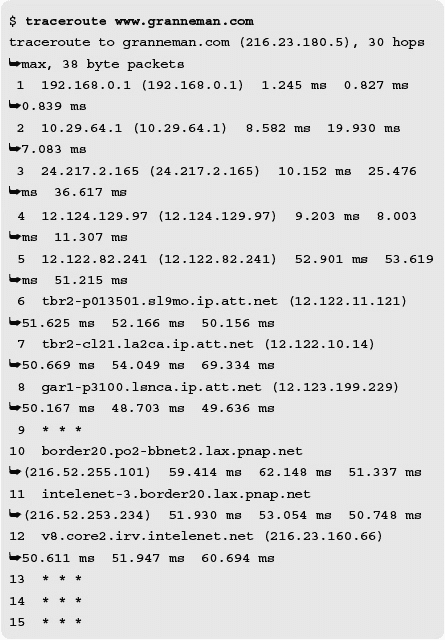 $ traceroute www.granneman.com
traceroute to granneman.com (216.23.180.5), 30 hops
➥max, 38 byte packets
1  192.168.0.1 (192.168.0.1)  1.245 ms  0.827 ms
➥0.839 ms
2  10.29.64.1 (10.29.64.1)  8.582 ms  19.930 ms
➥7.083 ms
3  24.217.2.165 (24.217.2.165)  10.152 ms  25.476
➥ms  36.617 ms
4  12.124.129.97 (12.124.129.97)  9.203 ms  8.003
➥ms  11.307 ms
5  12.122.82.241 (12.122.82.241)  52.901 ms  53.619
➥ms  51.215 ms
6  tbr2-p013501.sl9mo.ip.att.net (12.122.11.121)
➥51.625 ms  52.166 ms  50.156 ms
7  tbr2-cl21.la2ca.ip.att.net (12.122.10.14)
➥50.669 ms  54.049 ms  69.334 ms
8  gar1-p3100.lsnca.ip.att.net (12.123.199.229)
➥50.167 ms  48.703 ms  49.636 ms
9  * * *
10  border20.po2-bbnet2.lax.pnap.net
➥(216.52.255.101)  59.414 ms  62.148 ms  51.337 ms
11  intelenet-3.border20.lax.pnap.net
➥(216.52.253.234)  51.930 ms  53.054 ms  50.748 ms
12  v8.core2.irv.intelenet.net (216.23.160.66)
➥50.611 ms  51.947 ms  60.694 ms
13  * * *
14  * * *
15  * * *